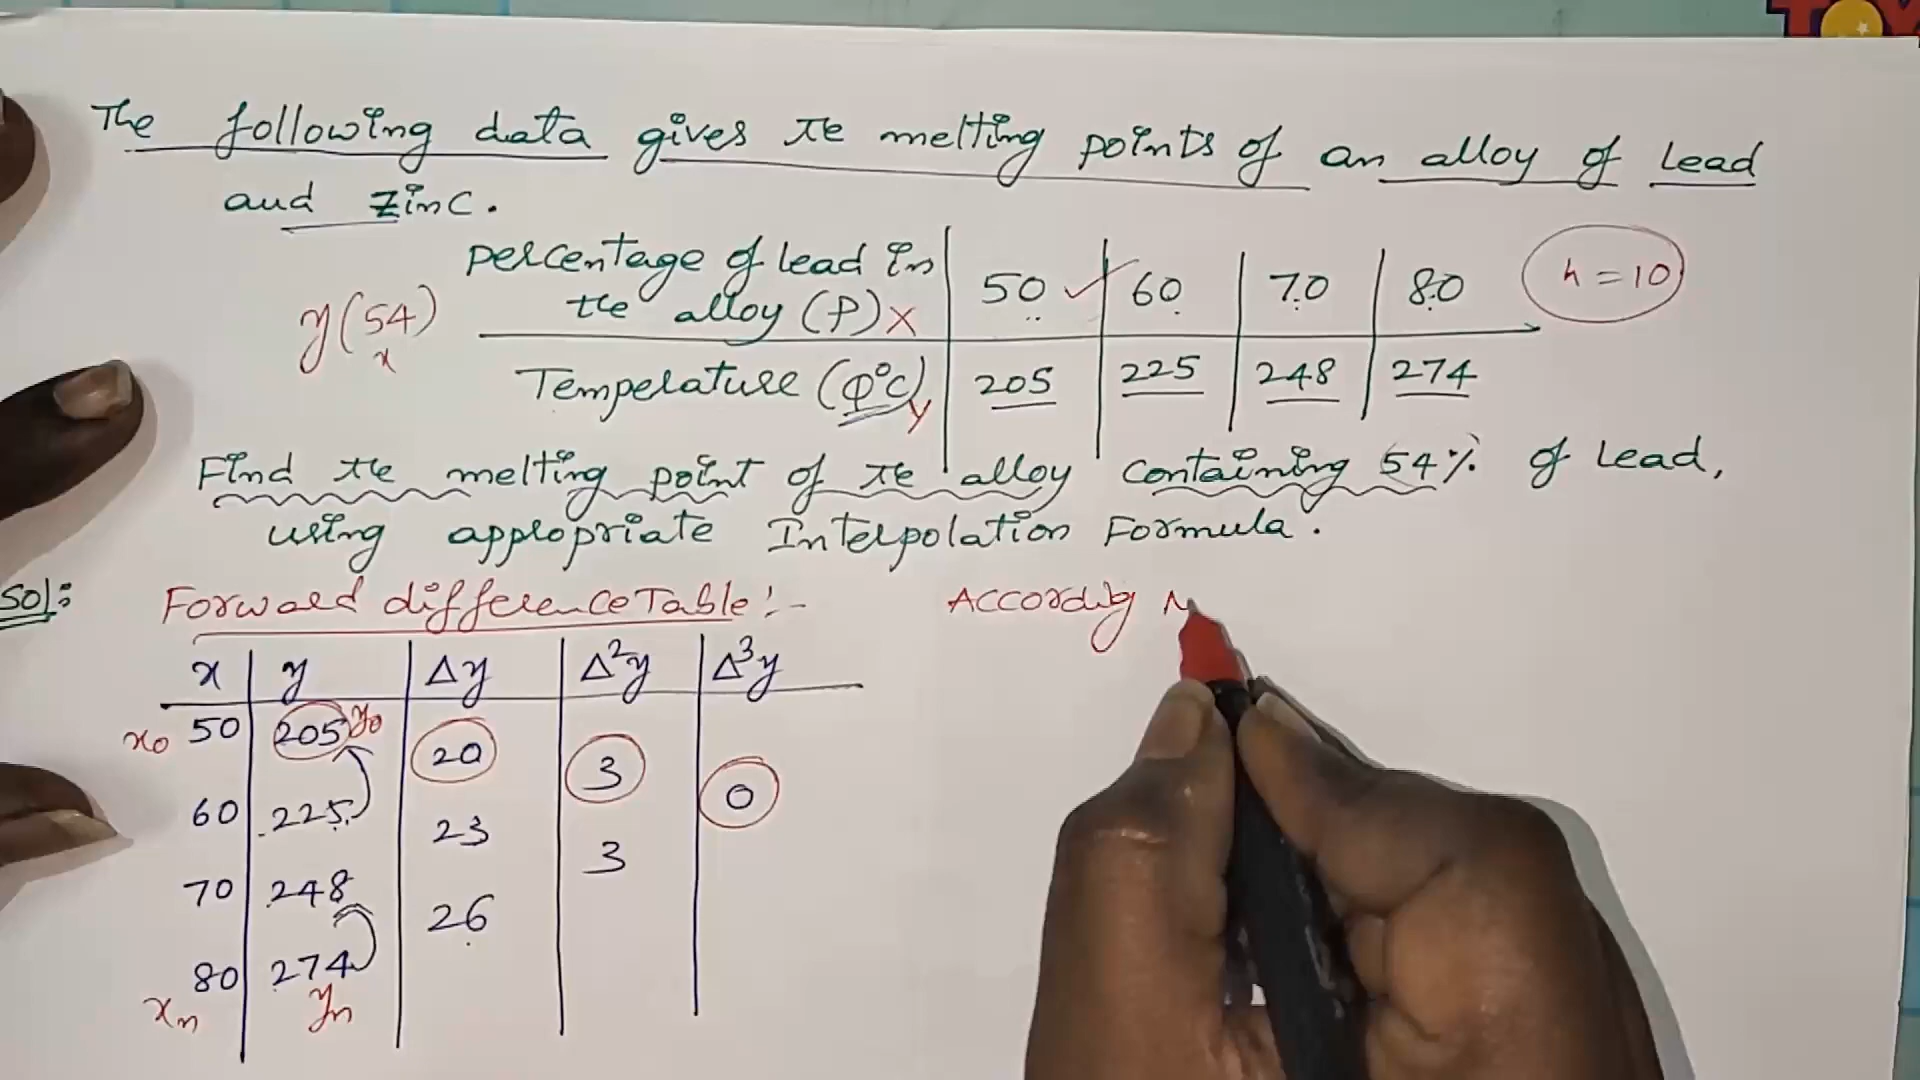 TOY
The following data gives the melting points of an alloy of Lead
and Zinc.
percentage of lead in the alloy (P) X | 50 ✓ | 60 | 70 | 80
h = 10
y(54)
x
Temperature (Φ°C) y | 205 | 225 | 248 | 274
Find the melting point of the alloy containing 54% of Lead,
using appropriate Interpolation Formula.
Sol:
Forward difference Table:-
According N
x | y | Δy | Δ²y | Δ³y
x₀ 50 | 205 y₀
20
3
0
60 | 225
23
3
70 | 248
26
80 | 274
xₙ yₙ